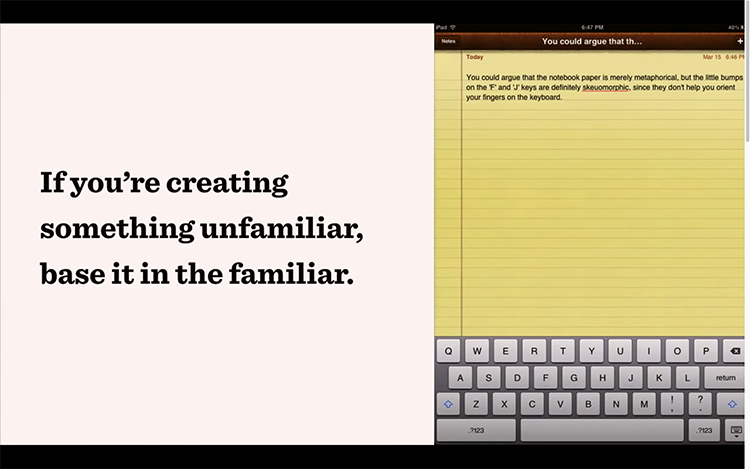 If you're creating
something unfamiliar,
base it in the familiar.
iPad 6:47 PM 40%
Notes You could argue that th... +
Today Mar 15 6:46 PM
You could argue that the notebook paper is merely metaphorical, but the little bumps
on the 'F' and 'J' keys are definitely skeuomorphic, since they don't help you orient
your fingers on the keyboard.
Q W E R T Y U I O P
A S D F G H J K L return
Z X C V B N M ! , ? .
.?123 .?123